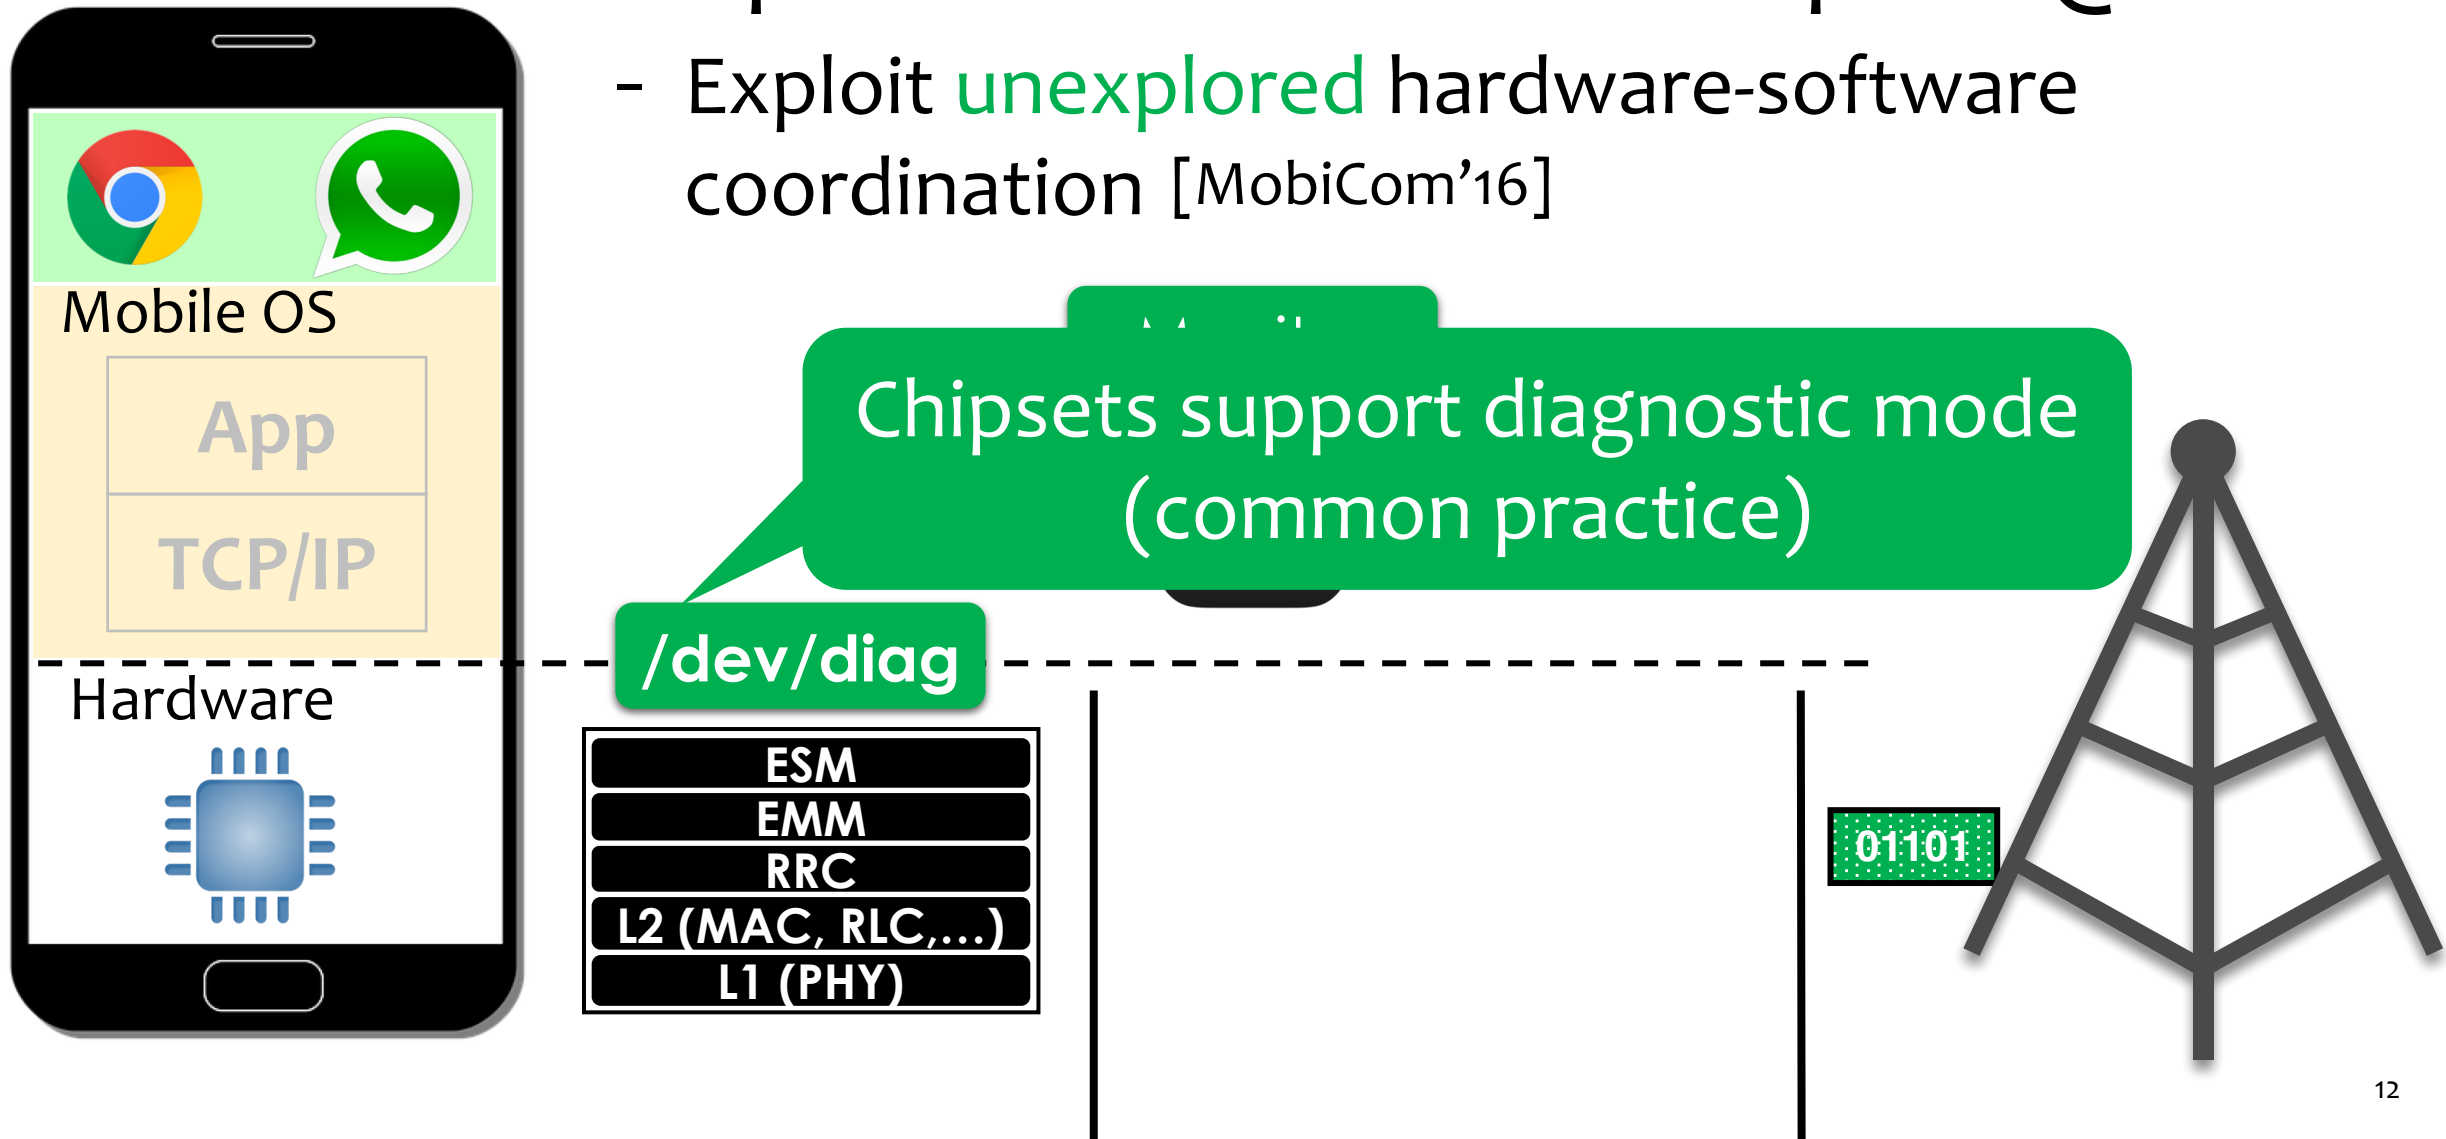 - Exploit unexplored hardware-software
coordination [MobiCom’16]
Mobile OS
App
TCP/IP
Chipsets support diagnostic mode
(common practice)
/dev/diag
Hardware
ESM
EMM
RRC
L2 (MAC, RLC,...)
L1 (PHY)
01101
12